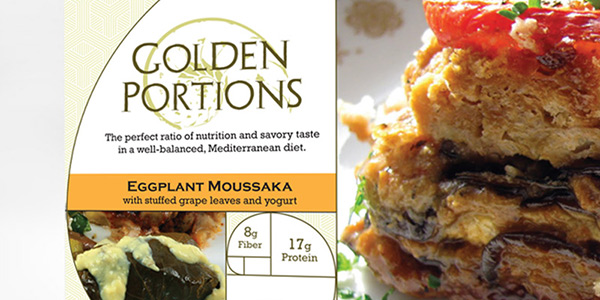 GOLDEN
PORTIONS
The perfect ratio of nutrition and savory taste
in a well-balanced, Mediterranean diet.
EGGPLANT MOUSSAKA
with stuffed grape leaves and yogurt
8g
Fiber
17g
Protein